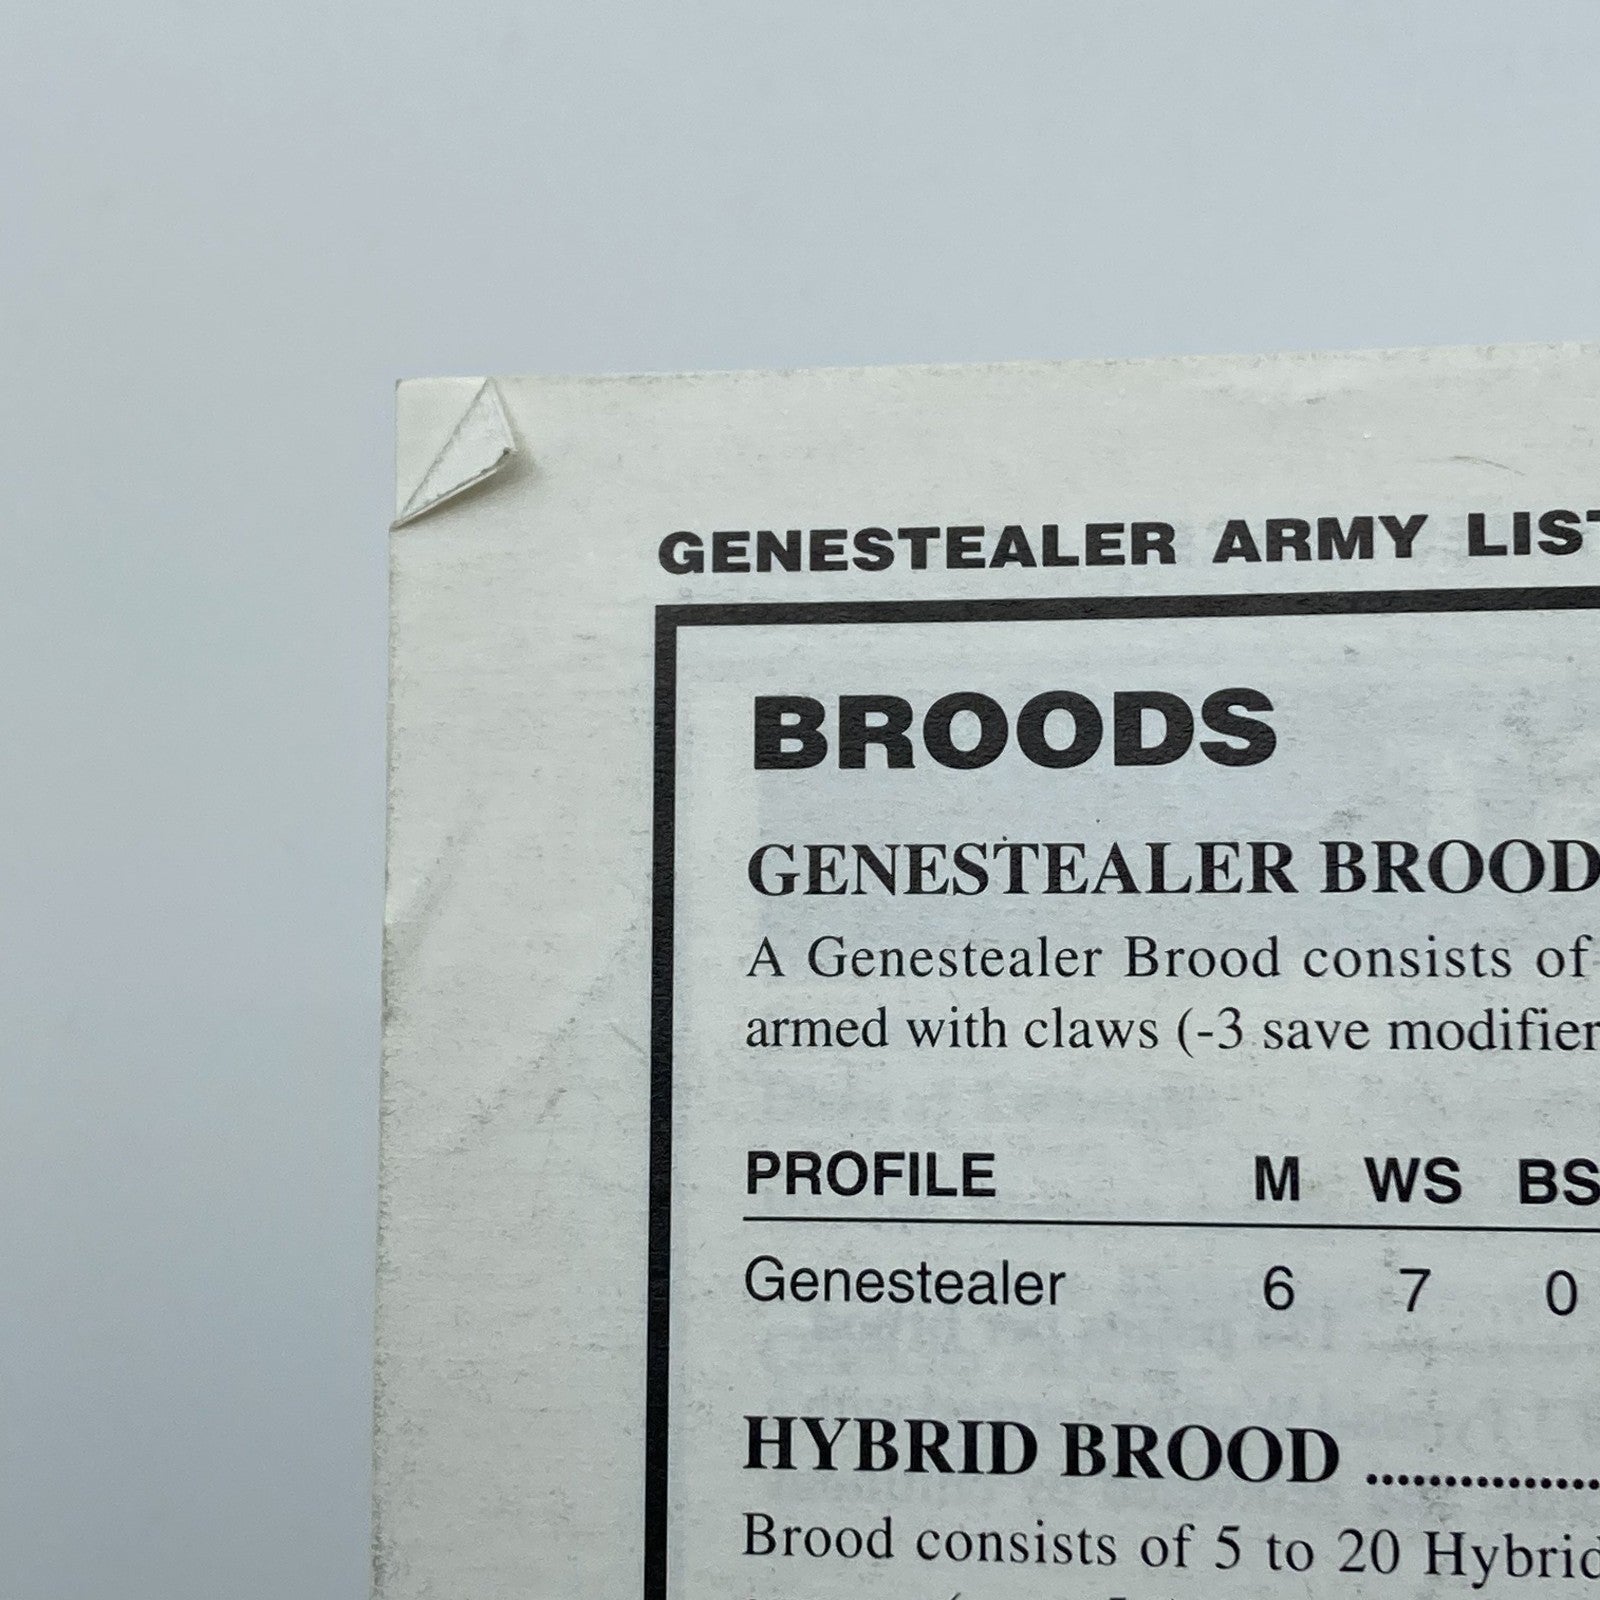 GENESTEALER ARMY LIST
BROODS
GENESTEALER BROOD
A Genestealer Brood consists of
armed with claws (-3 save modifier
PROFILE M WS BS
Genestealer 6 7 0
HYBRID BROOD ................
Brood consists of 5 to 20 Hybrid